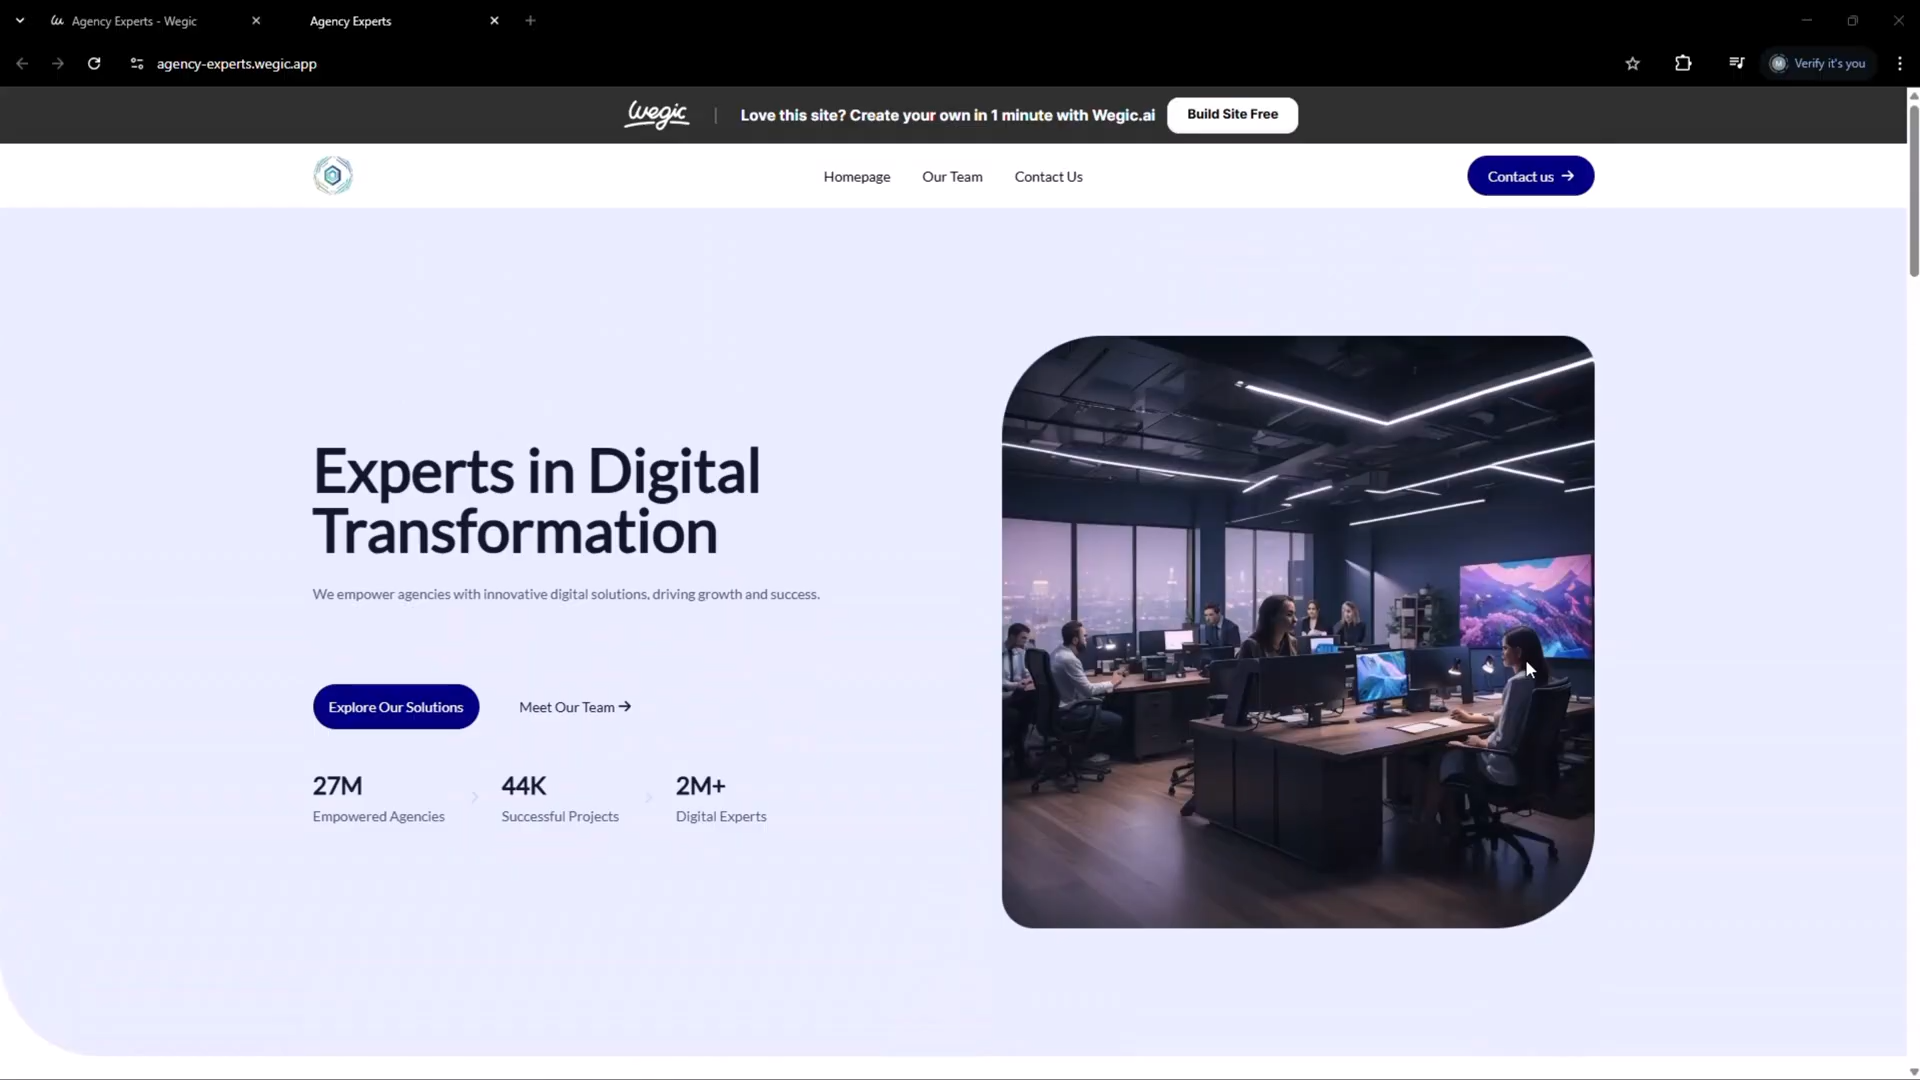 Agency Experts - Wegic
Agency Experts
agency-experts.wegic.app
Verify it's you
Wegic
Love this site? Create your own in 1 minute with Wegic.ai
Build Site Free
Homepage
Our Team
Contact Us
Contact us
Experts in Digital
Transformation
We empower agencies with innovative digital solutions, driving growth and success.
Explore Our Solutions
Meet Our Team
27M
44K
2M+
Empowered Agencies
Successful Projects
Digital Experts